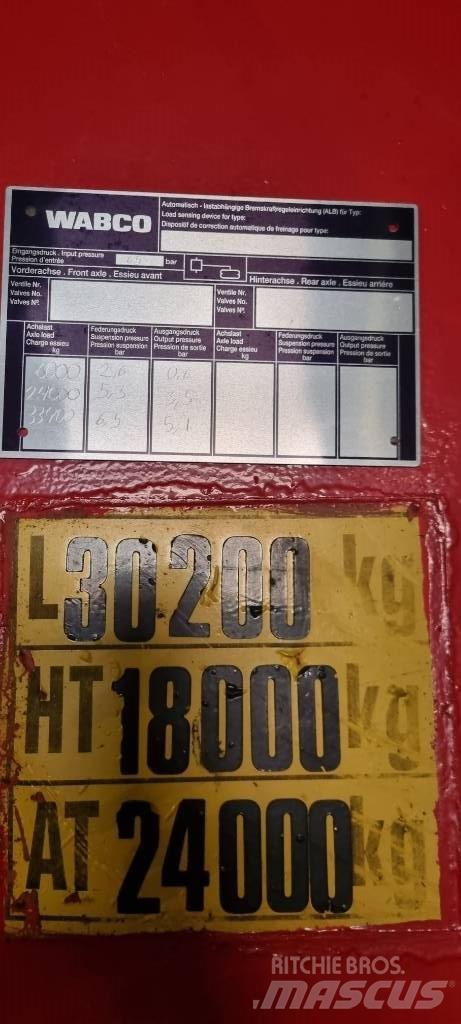 WABCO
Automatisch - lastabhängige Bremskraftregeleinrichtung (ALB) für Typ:
Load sensing device for type:
Dispositif de correction automatique de freinage pour type:
Eingangsdruck . Input pressure
Pression d'entrée
6,5 bar
Vorderachse . Front axle . Essieu avant
Hinterachse . Rear axle . Essieu arrière
Ventile Nr.
Valves No.
Valves Nº.
Ventile Nr.
Valves No.
Valves Nº.
Achslast
Axle load
Charge essieu
kg
Federungsdruck
Suspension pressure
Pression suspension
bar
Ausgangsdruck
Output pressure
Pression de sortie
bar
Achslast
Axle load
Charge essieu
kg
Federungsdruck
Suspension pressure
Pression suspension
bar
Ausgangsdruck
Output pressure
Pression de sortie
bar
24000 5,3 3,5
6,5 5,1
L 30200 kg
HT 18000 kg
AT 24000 kg
RITCHIE BROS.
MASCUS